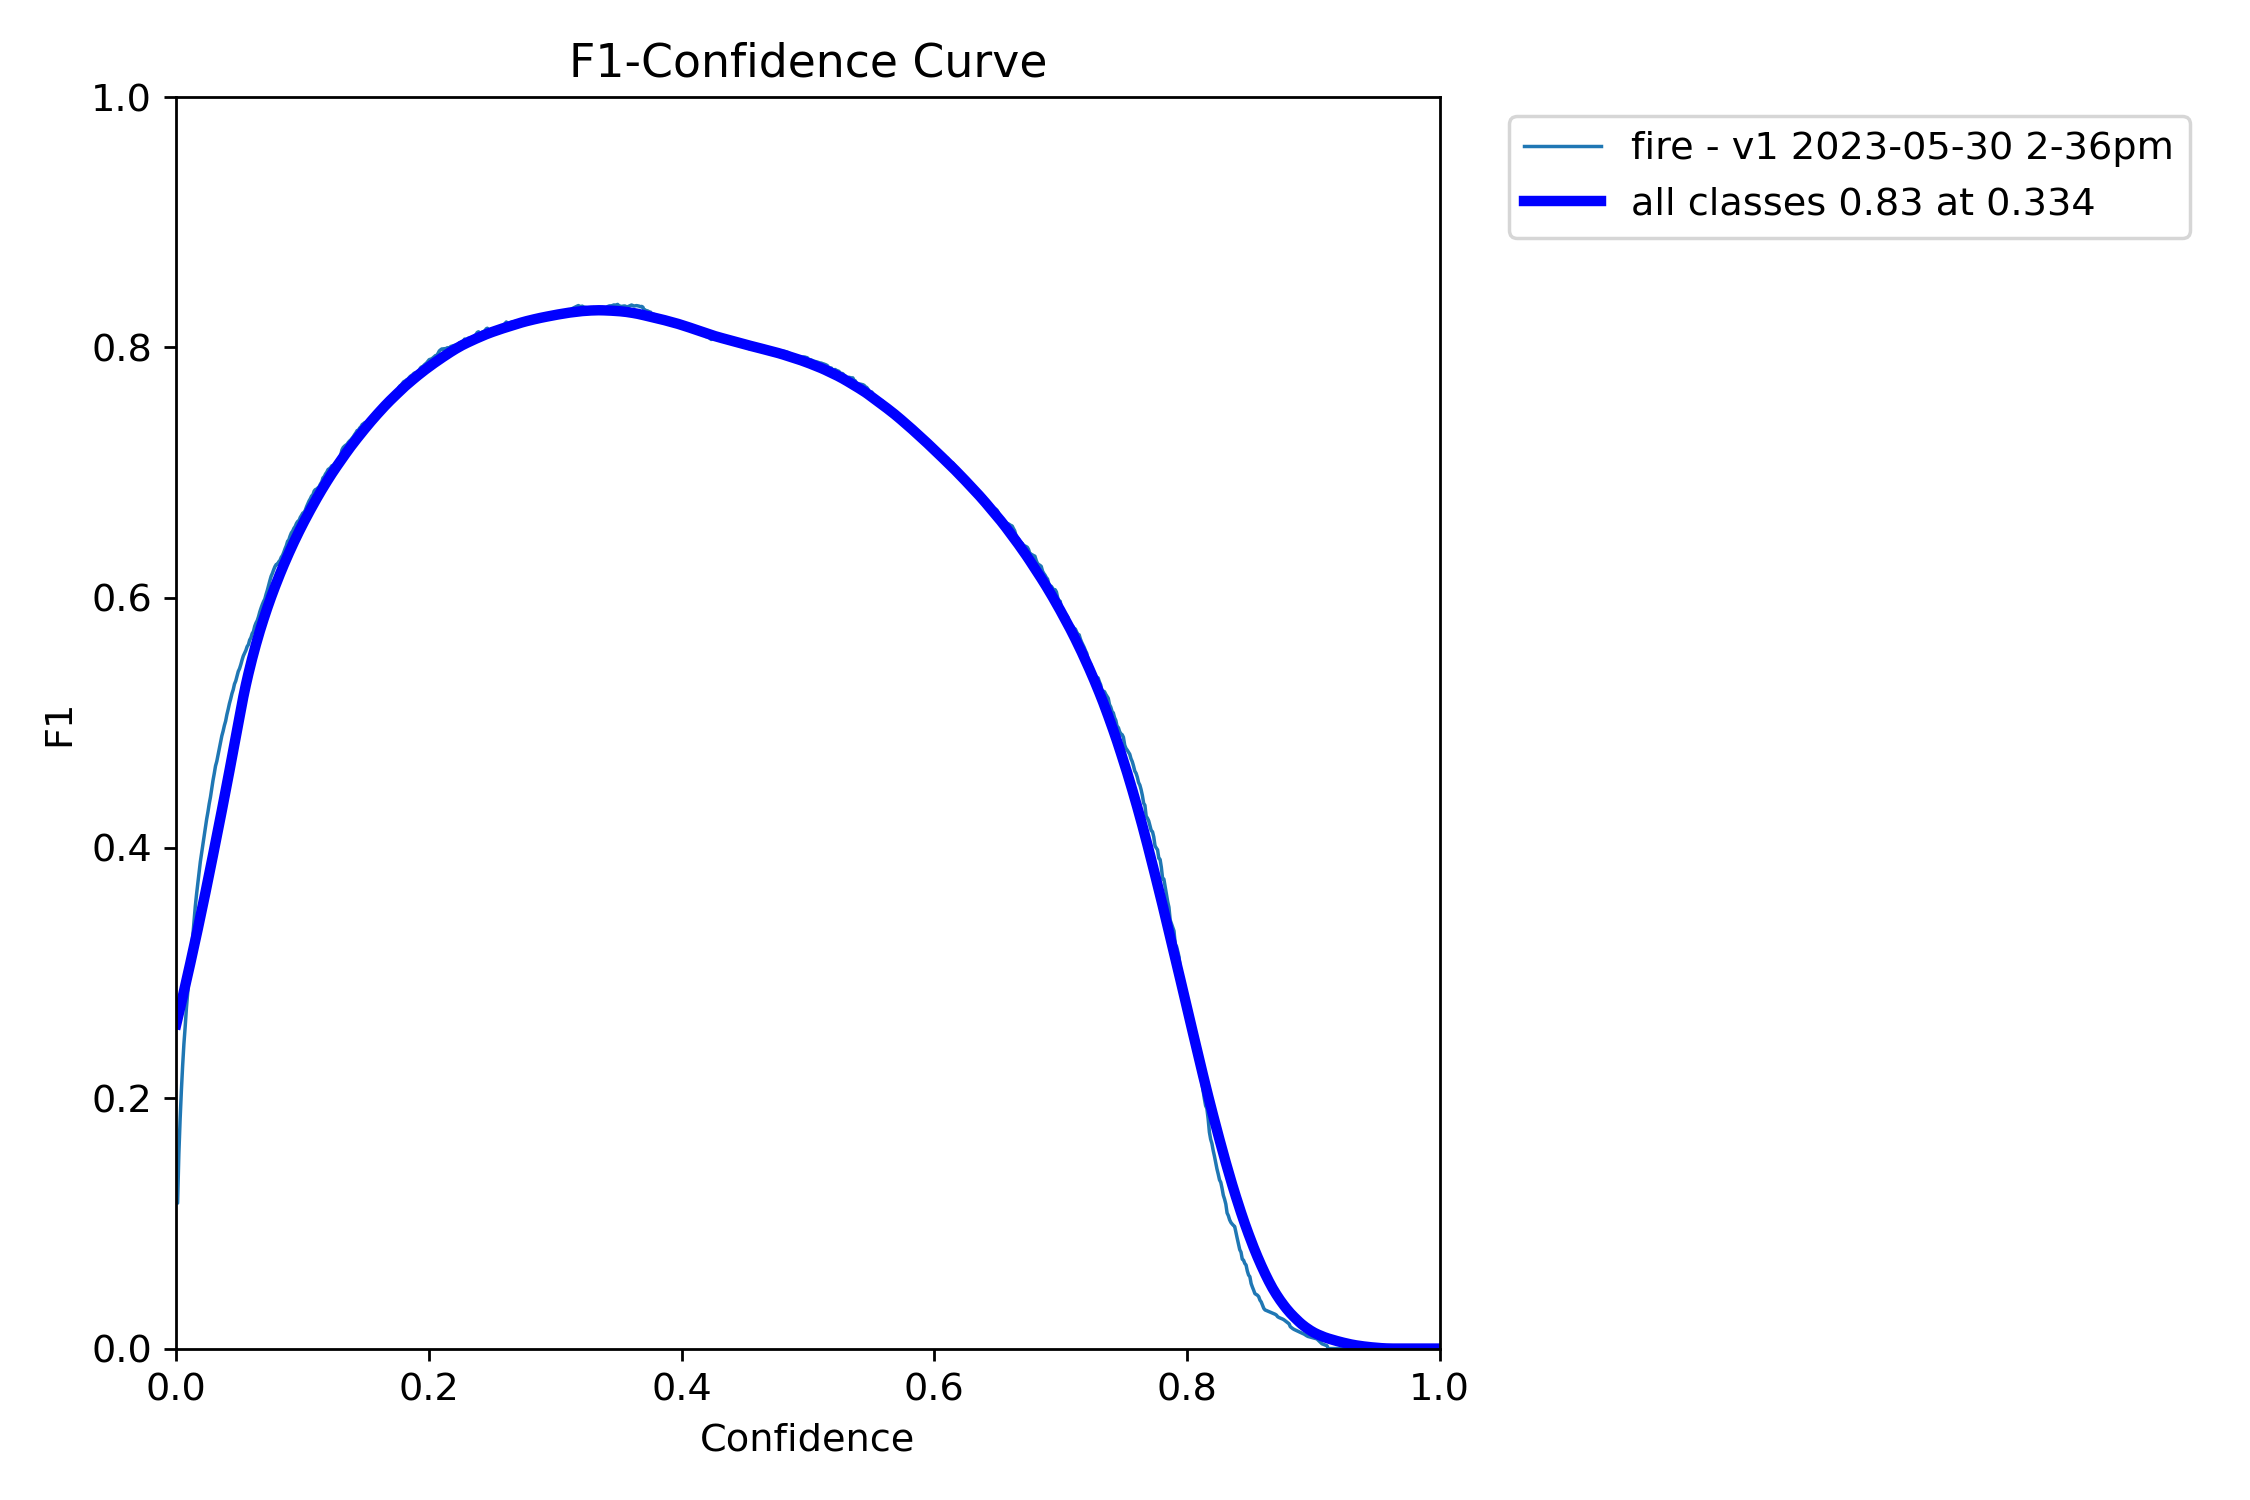 F1-Confidence Curve
1.0
0.8
0.6
0.4
0.2
0.0
F1
0.0 0.2 0.4 0.6 0.8 1.0
Confidence
fire - v1 2023-05-30 2-36pm
all classes 0.83 at 0.334